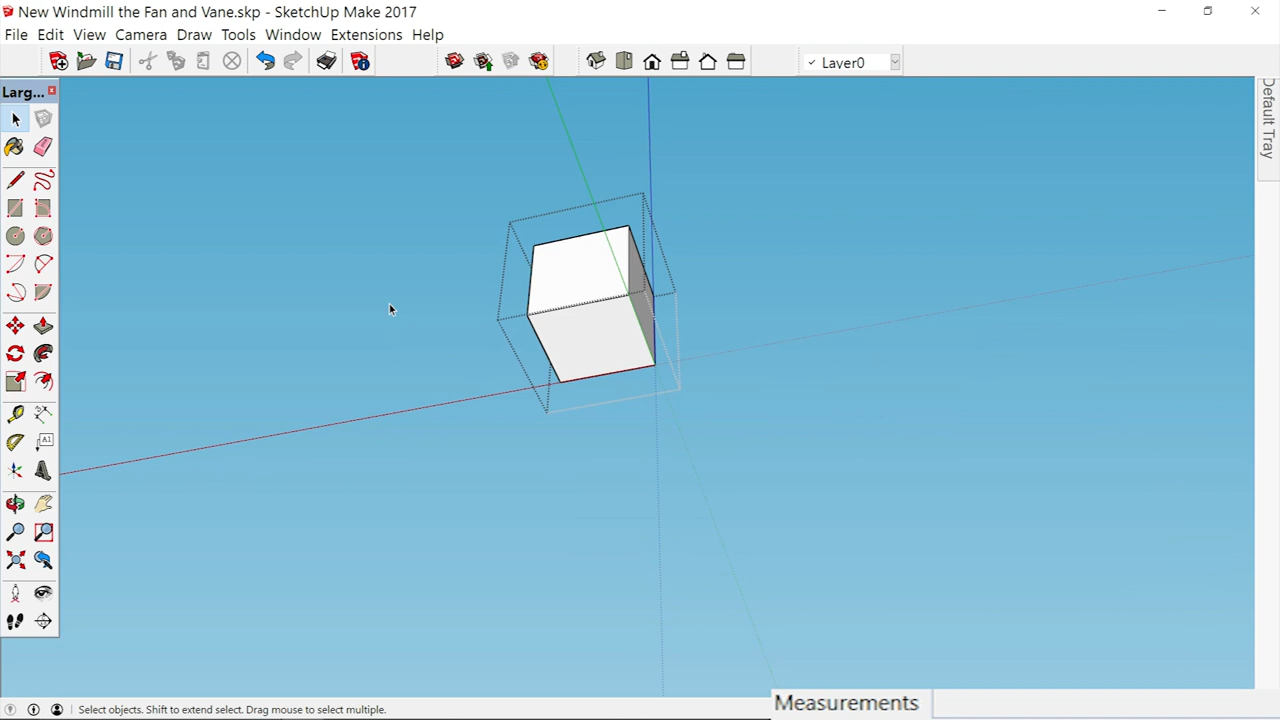 New Windmill the Fan and Vane.skp - SketchUp Make 2017
File Edit View Camera Draw Tools Window Extensions Help
Layer0
Larg...
Default Tray
A1
Select objects. Shift to extend select. Drag mouse to select multiple.
Measurements